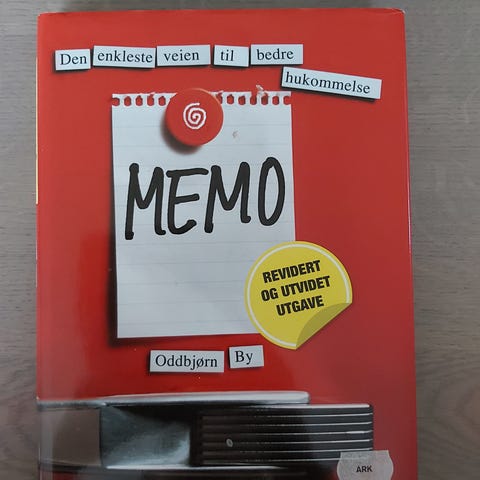 Den enkleste veien til bedre
hukommelse
MEMO
REVIDERT
OG UTVIDET
UTGAVE
Oddbjørn By
ARK